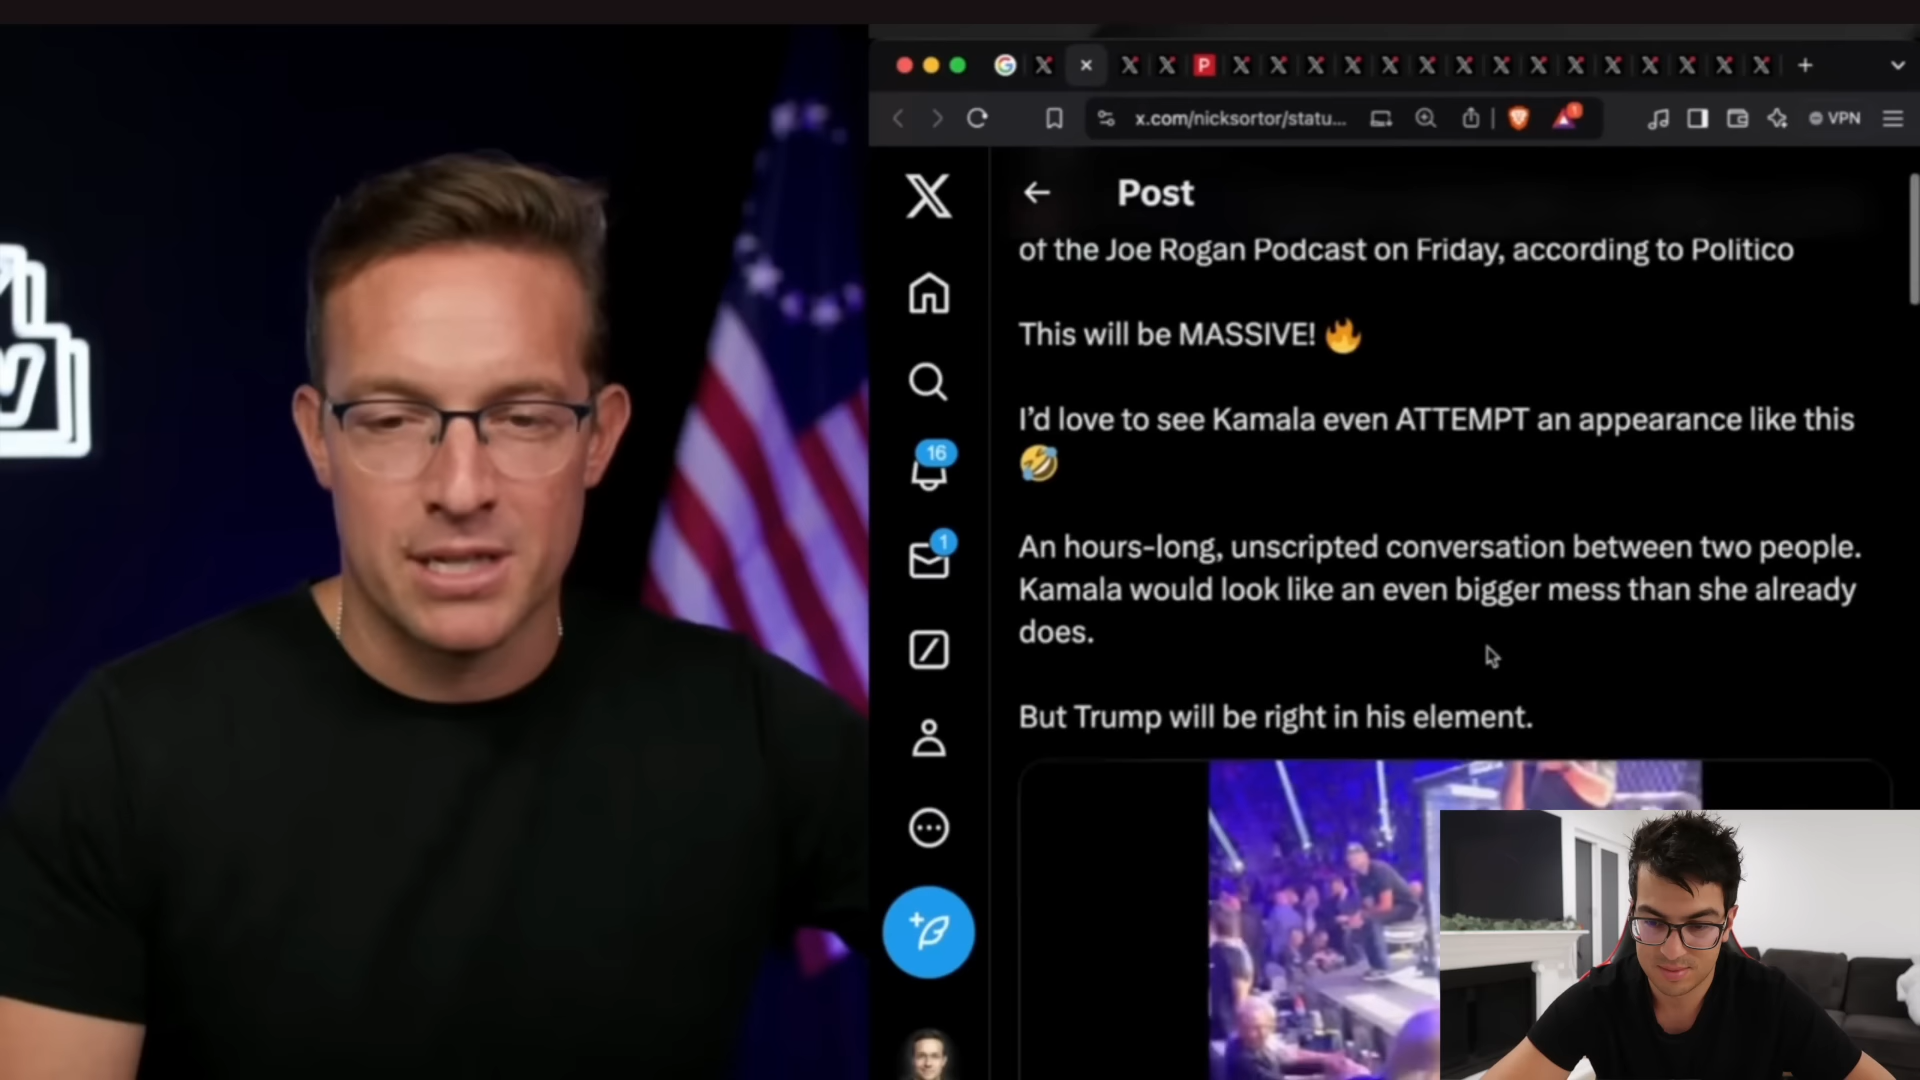 x.com/nicksortor/statu...
VPN
Post
of the Joe Rogan Podcast on Friday, according to Politico
This will be MASSIVE! 🔥
I’d love to see Kamala even ATTEMPT an appearance like this
🤣
An hours-long, unscripted conversation between two people.
Kamala would look like an even bigger mess than she already
does.
But Trump will be right in his element.
16
1